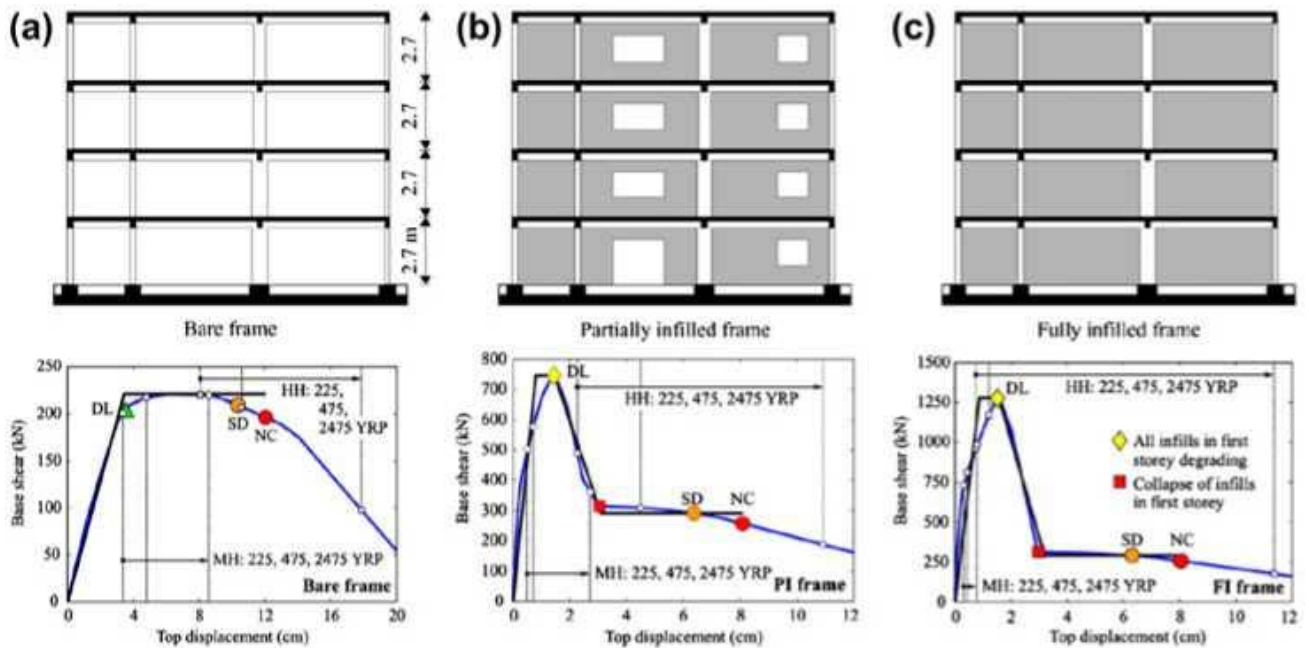 (a)
2.7
2.7
2.7
2.7 m
Bare frame
(b)
Partially infilled frame
(c)
Fully infilled frame
Base shear (kN)
250
200
150
100
50
0
DL
SD
NC
HH: 225,
475,
2475 YRP
MH: 225, 475, 2475 YRP
Bare frame
0 4 8 12 16 20
Top displacement (cm)
Base shear (kN)
800
700
600
500
400
300
200
100
0
DL
HH: 225, 475, 2475 YRP
SD
NC
MH: 225, 475, 2475 YRP
PI frame
0 2 4 6 8 10 12
Top displacement (cm)
Base shear (kN)
1500
1250
1000
750
500
250
0
DL
HH: 225, 475, 2475 YRP
All infills in first
storey degrading
Collapse of infills
in first storey
SD
NC
MH: 225, 475, 2475 YRP
FI frame
0 2 4 6 8 10 12
Top displacement (cm)